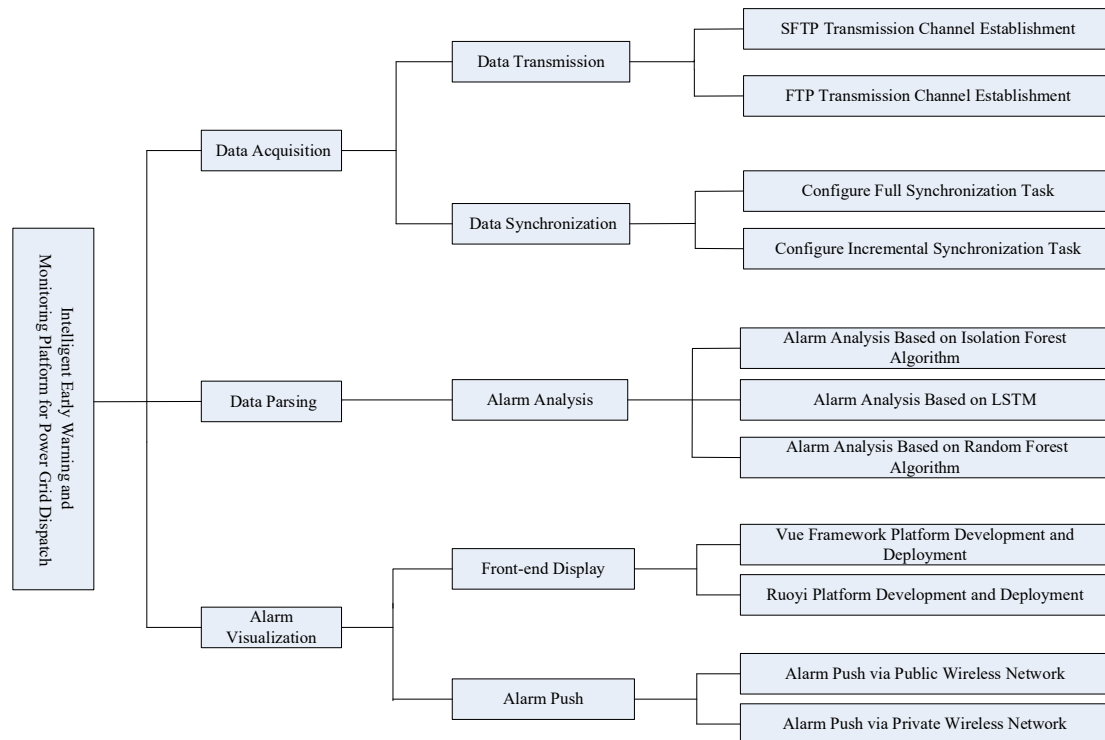 Intelligent Early Warning and
Monitoring Platform for Power Grid Dispatch
Data Acquisition
Data Transmission
SFTP Transmission Channel Establishment
FTP Transmission Channel Establishment
Data Synchronization
Configure Full Synchronization Task
Configure Incremental Synchronization Task
Data Parsing
Alarm Analysis
Alarm Analysis Based on Isolation Forest
Algorithm
Alarm Analysis Based on LSTM
Alarm Analysis Based on Random Forest
Algorithm
Alarm
Visualization
Front-end Display
Vue Framework Platform Development and
Deployment
Ruoyi Platform Development and Deployment
Alarm Push
Alarm Push via Public Wireless Network
Alarm Push via Private Wireless Network